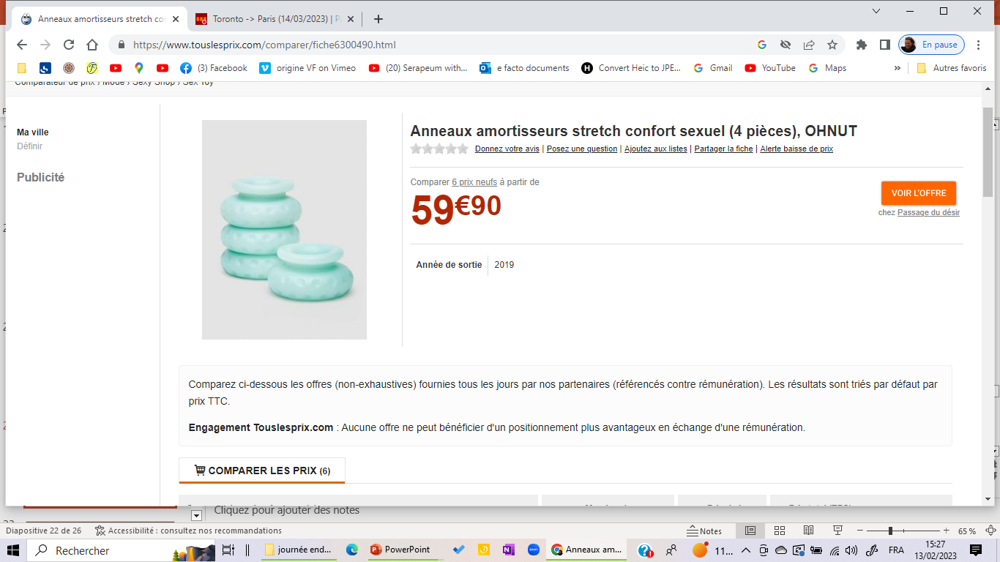 Anneaux amortisseurs stretch co
Toronto -> Paris (14/03/2023) | P
https://www.touslesprix.com/comparer/fiche6300490.html
En pause
(3) Facebook
origine VF on Vimeo
(20) Serapeum with...
e facto documents
Convert Heic to JPE...
Gmail
YouTube
Maps
»
Autres favoris
Comparateur de prix › Mode › Sexy Shop › Sex Toy
Ma ville
Définir
Publicité
Anneaux amortisseurs stretch confort sexuel (4 pièces), OHNUT
Donnez votre avis | Posez une question | Ajoutez aux listes | Partager la fiche | Alerte baisse de prix
Comparer 6 prix neufs à partir de
59€90
VOIR L'OFFRE
chez Passage du désir
Année de sortie 2019
Comparez ci-dessous les offres (non-exhaustives) fournies tous les jours par nos partenaires (référencés contre rémunération). Les résultats sont triés par défaut par
prix TTC.
Engagement Touslesprix.com : Aucune offre ne peut bénéficier d'un positionnement plus avantageux en échange d'une rémunération.
COMPARER LES PRIX (6)
Cliquez pour ajouter des notes
Diapositive 22 de 26
Accessibilité : consultez nos recommandations
Notes
65 %
Rechercher
journée end...
PowerPoint
Anneaux am...
11...
FRA
15:27
13/02/2023